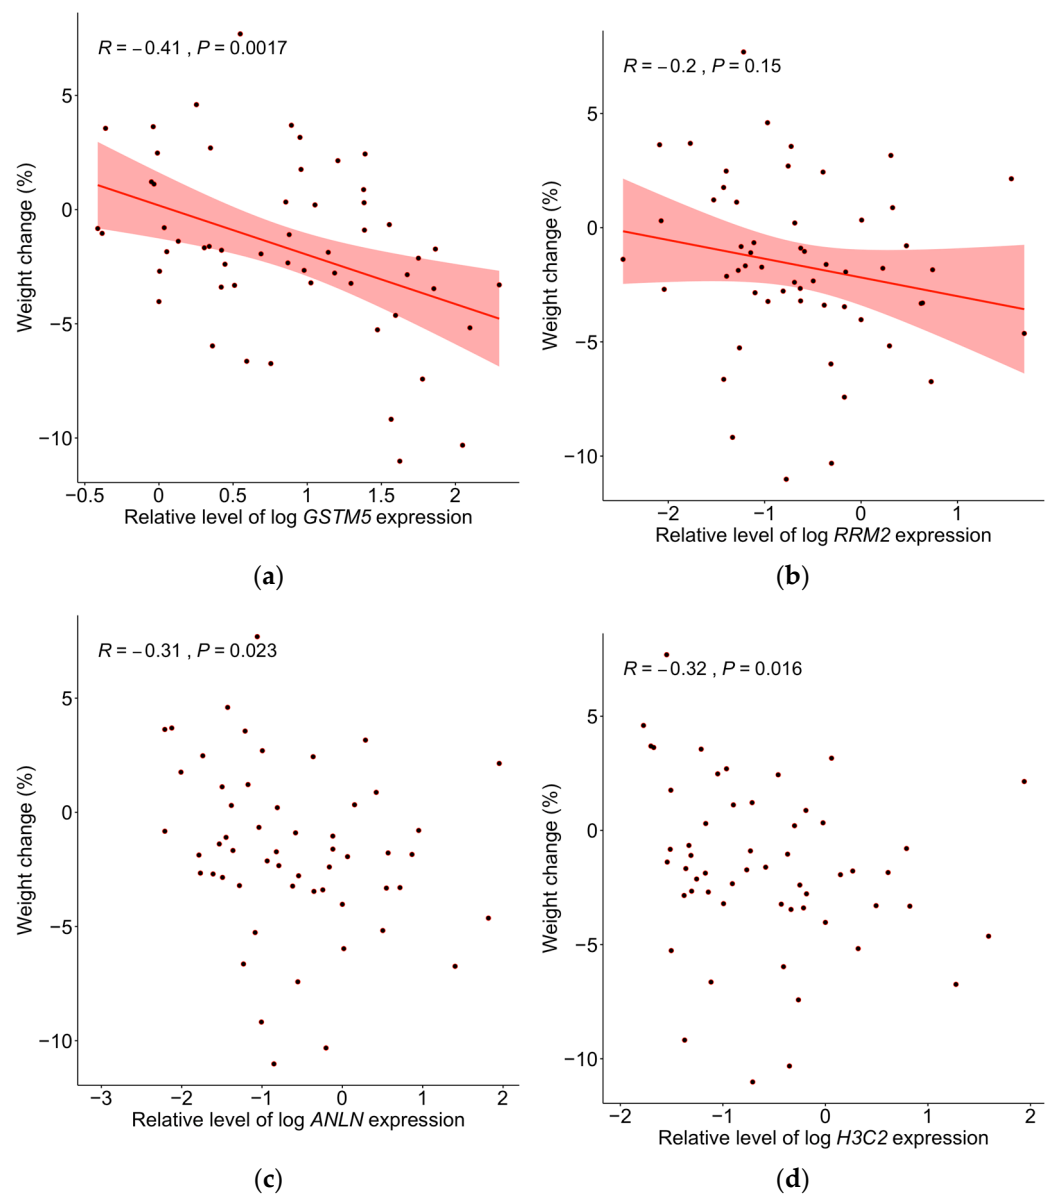 R = −0.41 , P = 0.0017
5
0
−5
−10
Weight change (%)
−0.5 0 0.5 1 1.5 2
Relative level of log GSTM5 expression
(a)
R = −0.2 , P = 0.15
5
0
−5
−10
Weight change (%)
−2 −1 0 1
Relative level of log RRM2 expression
(b)
R = −0.31 , P = 0.023
5
0
−5
−10
Weight change (%)
−3 −2 −1 0 1 2
Relative level of log ANLN expression
(c)
R = −0.32 , P = 0.016
5
0
−5
−10
Weight change (%)
−2 −1 0 1 2
Relative level of log H3C2 expression
(d)